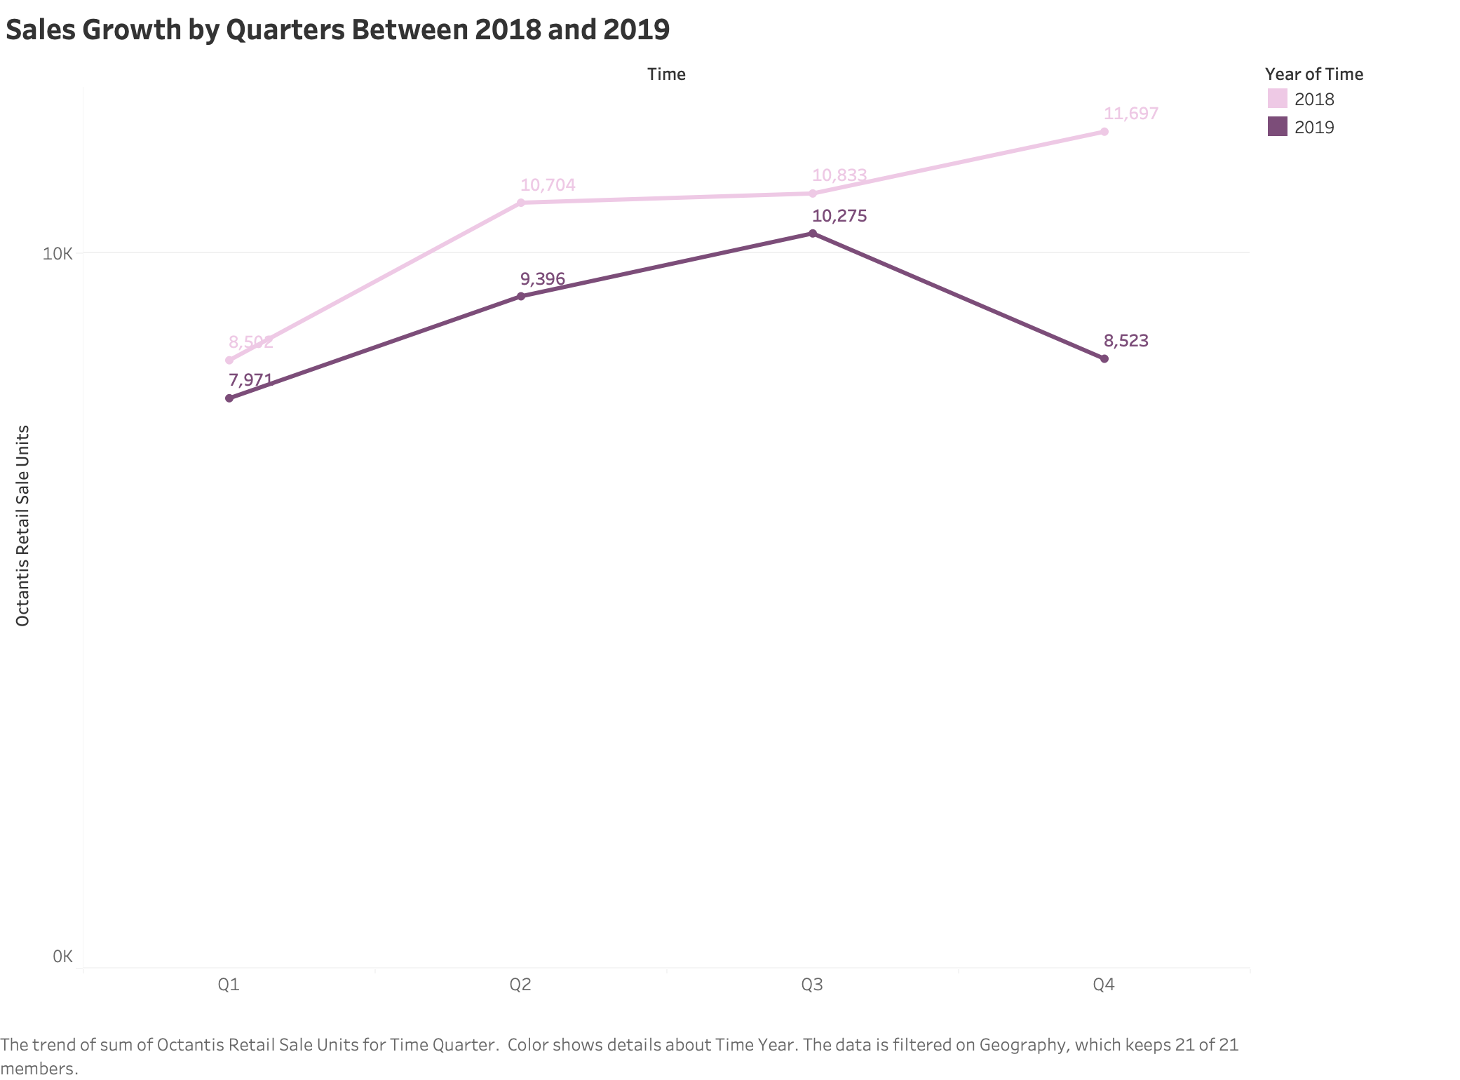 Sales Growth by Quarters Between 2018 and 2019
Time
Year of Time
2018
2019
11,697
10,704
10,833
10,275
10K
9,396
8,502
8,523
7,971
Octantis Retail Sale Units
0K
Q1 Q2 Q3 Q4
The trend of sum of Octantis Retail Sale Units for Time Quarter. Color shows details about Time Year. The data is filtered on Geography, which keeps 21 of 21
members.